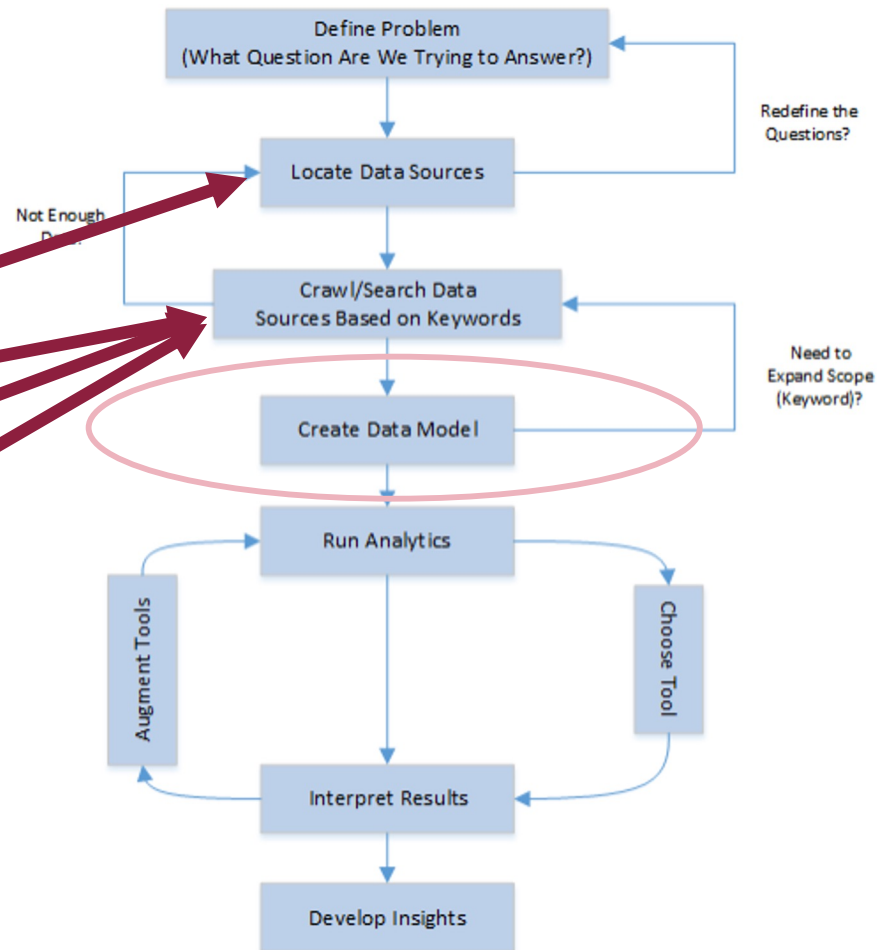 Define Problem
(What Question Are We Trying to Answer?)
Redefine the
Questions?
Locate Data Sources
Not Enough
Crawl/Search Data
Sources Based on Keywords
Need to
Expand Scope
(Keyword)?
Create Data Model
Run Analytics
Augment Tools
Choose Tool
Interpret Results
Develop Insights